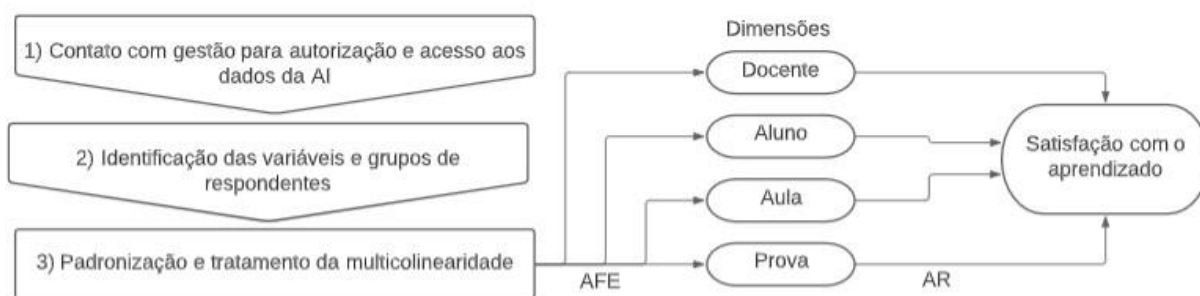 1) Contato com gestão para autorização e acesso aos
dados da AI
2) Identificação das variáveis e grupos de
respondentes
3) Padronização e tratamento da multicolinearidade
AFE
Dimensões
Docente
Aluno
Aula
Prova
AR
Satisfação com o
aprendizado